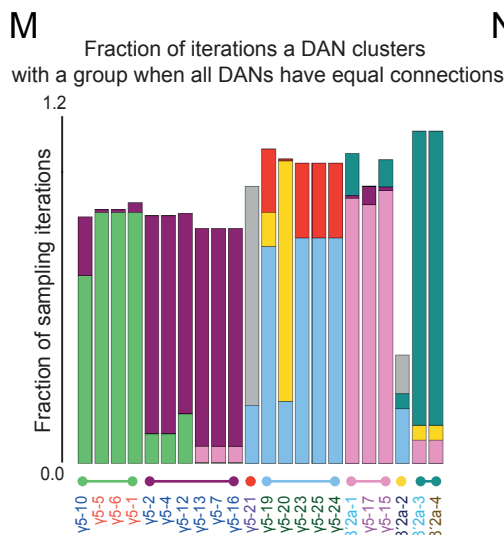 M
Fraction of iterations a DAN clusters
with a group when all DANs have equal connections
1.2
Fraction of sampling iterations
0.0
γ5-10
γ5-5
γ5-6
γ5-1
γ5-2
γ5-4
γ5-12
γ5-13
γ5-7
γ5-16
γ5-21
γ5-19
γ5-20
γ5-23
γ5-25
γ5-24
β'2a-1
γ5-17
γ5-15
β'2a-2
β'2a-3
β'2a-4